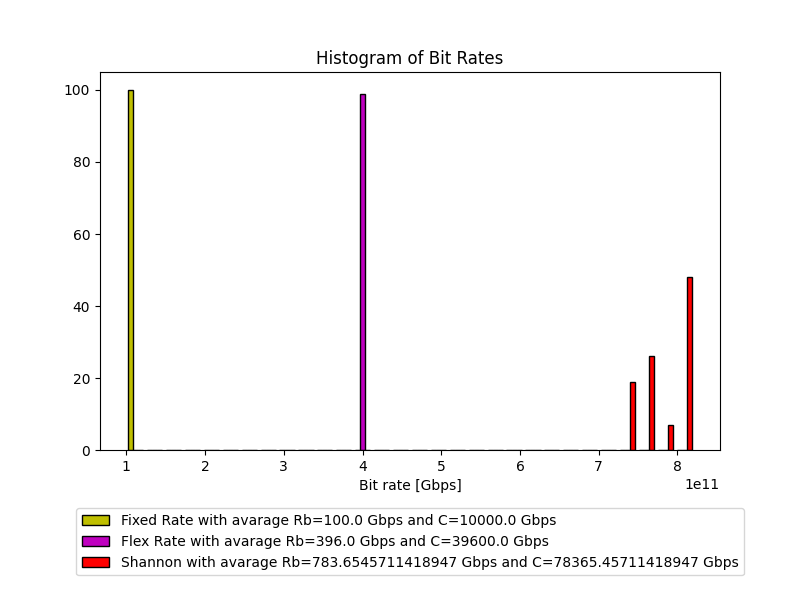 Histogram of Bit Rates
100
80
60
40
20
0
1 2 3 4 5 6 7 8
Bit rate [Gbps] 1e11
Fixed Rate with avarage Rb=100.0 Gbps and C=10000.0 Gbps
Flex Rate with avarage Rb=396.0 Gbps and C=39600.0 Gbps
Shannon with avarage Rb=783.6545711418947 Gbps and C=78365.45711418947 Gbps